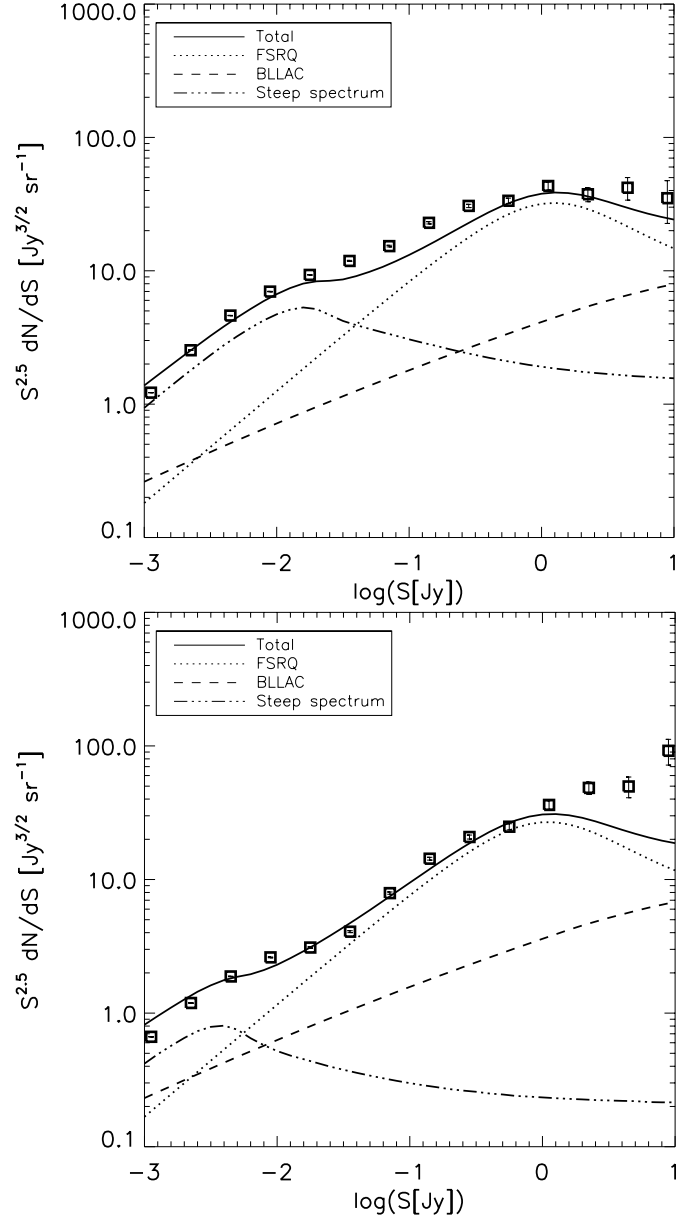 1000.0
Total
FSRQ
BLLAC
Steep spectrum
100.0
10.0
1.0
0.1
S^2.5 dN/dS [Jy^3/2 sr^−1]
−3 −2 −1 0 1
log(S[Jy])
1000.0
Total
FSRQ
BLLAC
Steep spectrum
100.0
10.0
1.0
0.1
S^2.5 dN/dS [Jy^3/2 sr^−1]
−3 −2 −1 0 1
log(S[Jy])